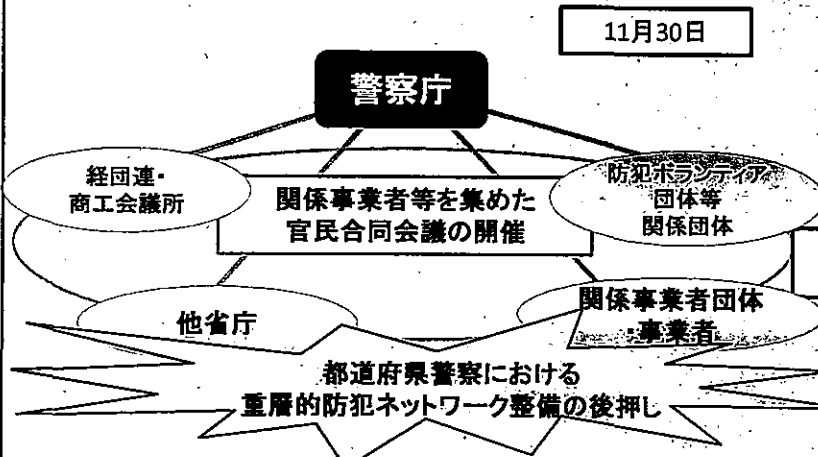 11月30日
警察庁
経団連・
商工会議所
関係事業者等を集めた
官民合同会議の開催
防犯ボランティア
団体等
関係団体
他省庁
関係事業者団体
・事業者
都道府県警察における
重層的防犯ネットワーク整備の後押し